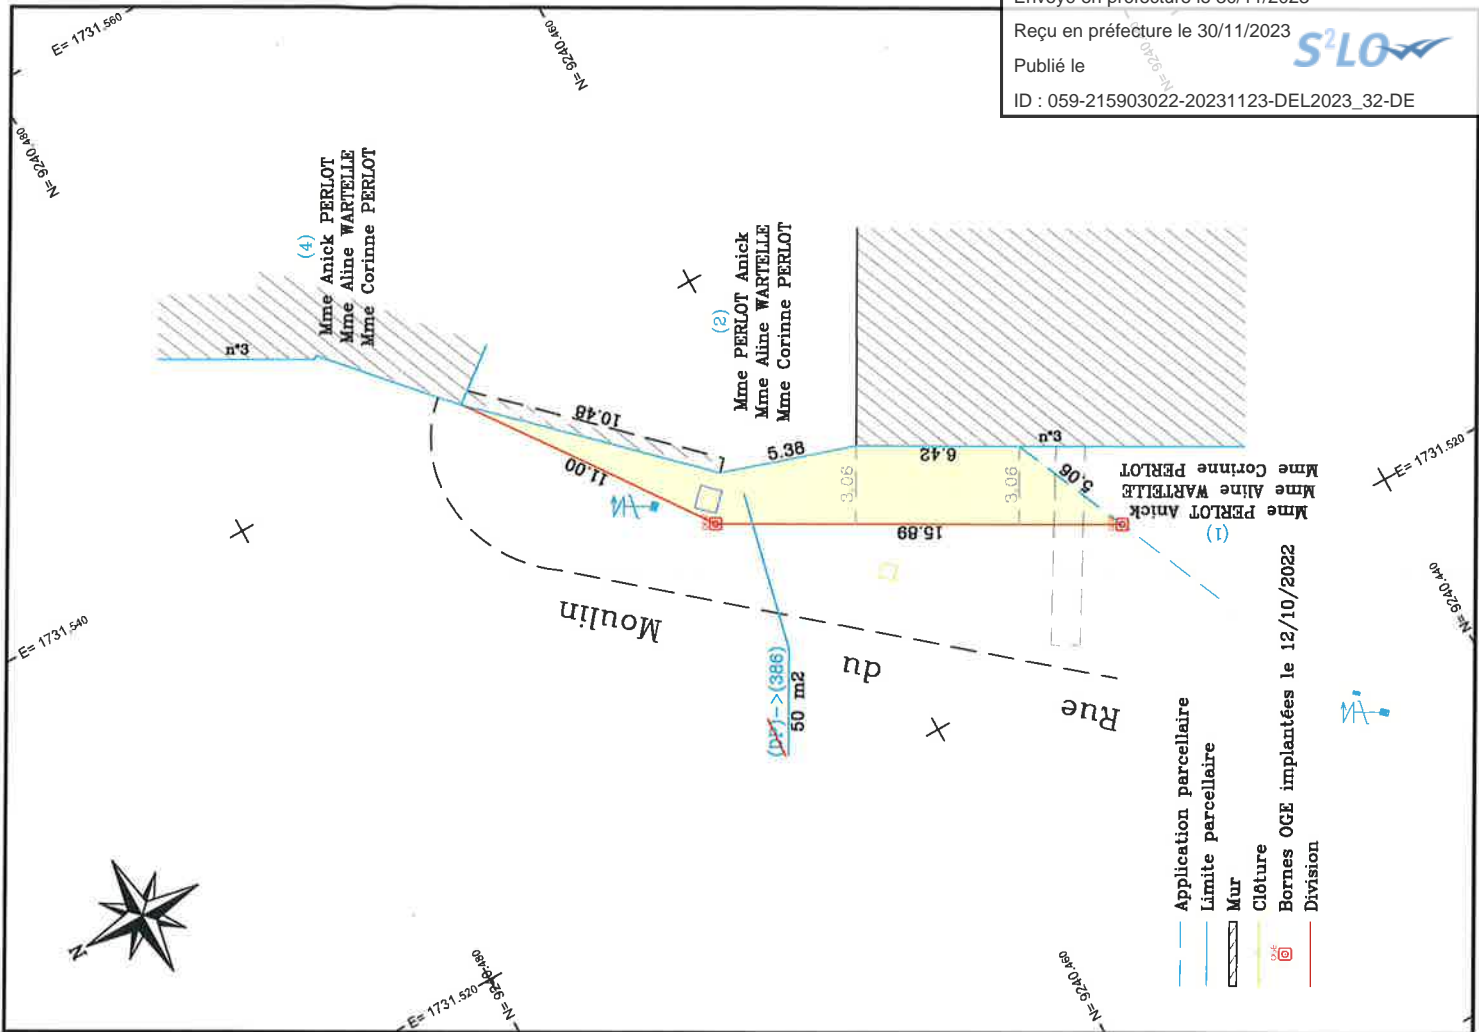 Reçu en préfecture le 30/11/2023
Publié le
S²LO
ID : 059-215903022-20231123-DEL2023_32-DE
E= 1731.560
N= 9240.460
N= 9240
N= 9240.480
(4)
Mme Anick PERLOT
Mme Aline WARTELLE
Mme Corinne PERLOT
n°3
10.48
11.00
(2)
Mme PERLOT Anick
Mme Aline WARTELLE
Mme Corinne PERLOT
5.38
3.06
6.42
3.06
n°3
5.06
15.89
(1)
Mme PERLOT Anick
Mme Aline WARTELLE
Mme Corinne PERLOT
E= 1731.520
N= 9240.440
E= 1731.540
Rue du Moulin
(DP)->(386)
50 m2
N
Application parcellaire
Limite parcellaire
Mur
Clôture
OGE
Bornes OGE implantées le 12/10/2022
Division
E= 1731.520
N= 9240.480
N= 9240.460